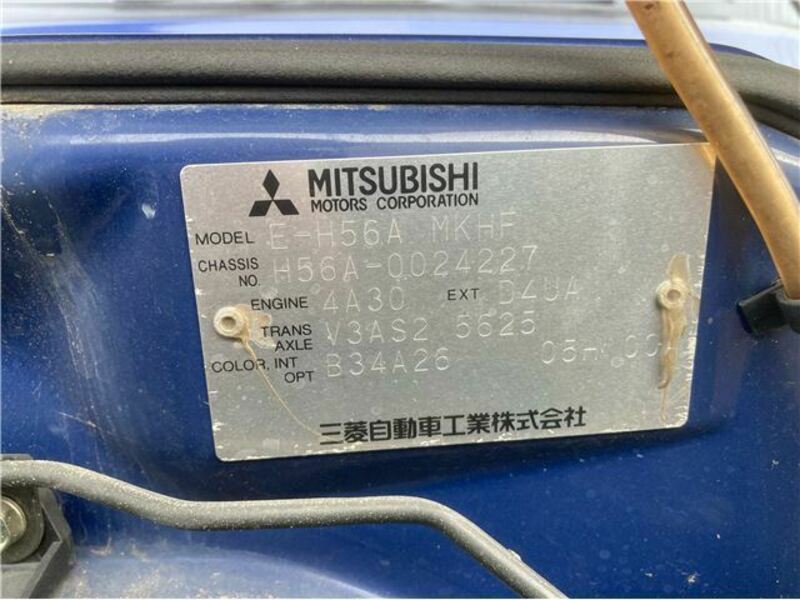 MITSUBISHI
MOTORS CORPORATION
MODEL E-H56A MKHF
CHASSIS NO. H56A-0024227
ENGINE 4A30 EXT D4UA
TRANS AXLE V3AS2 5625
COLOR, INT OPT B34A26
三菱自動車工業株式会社